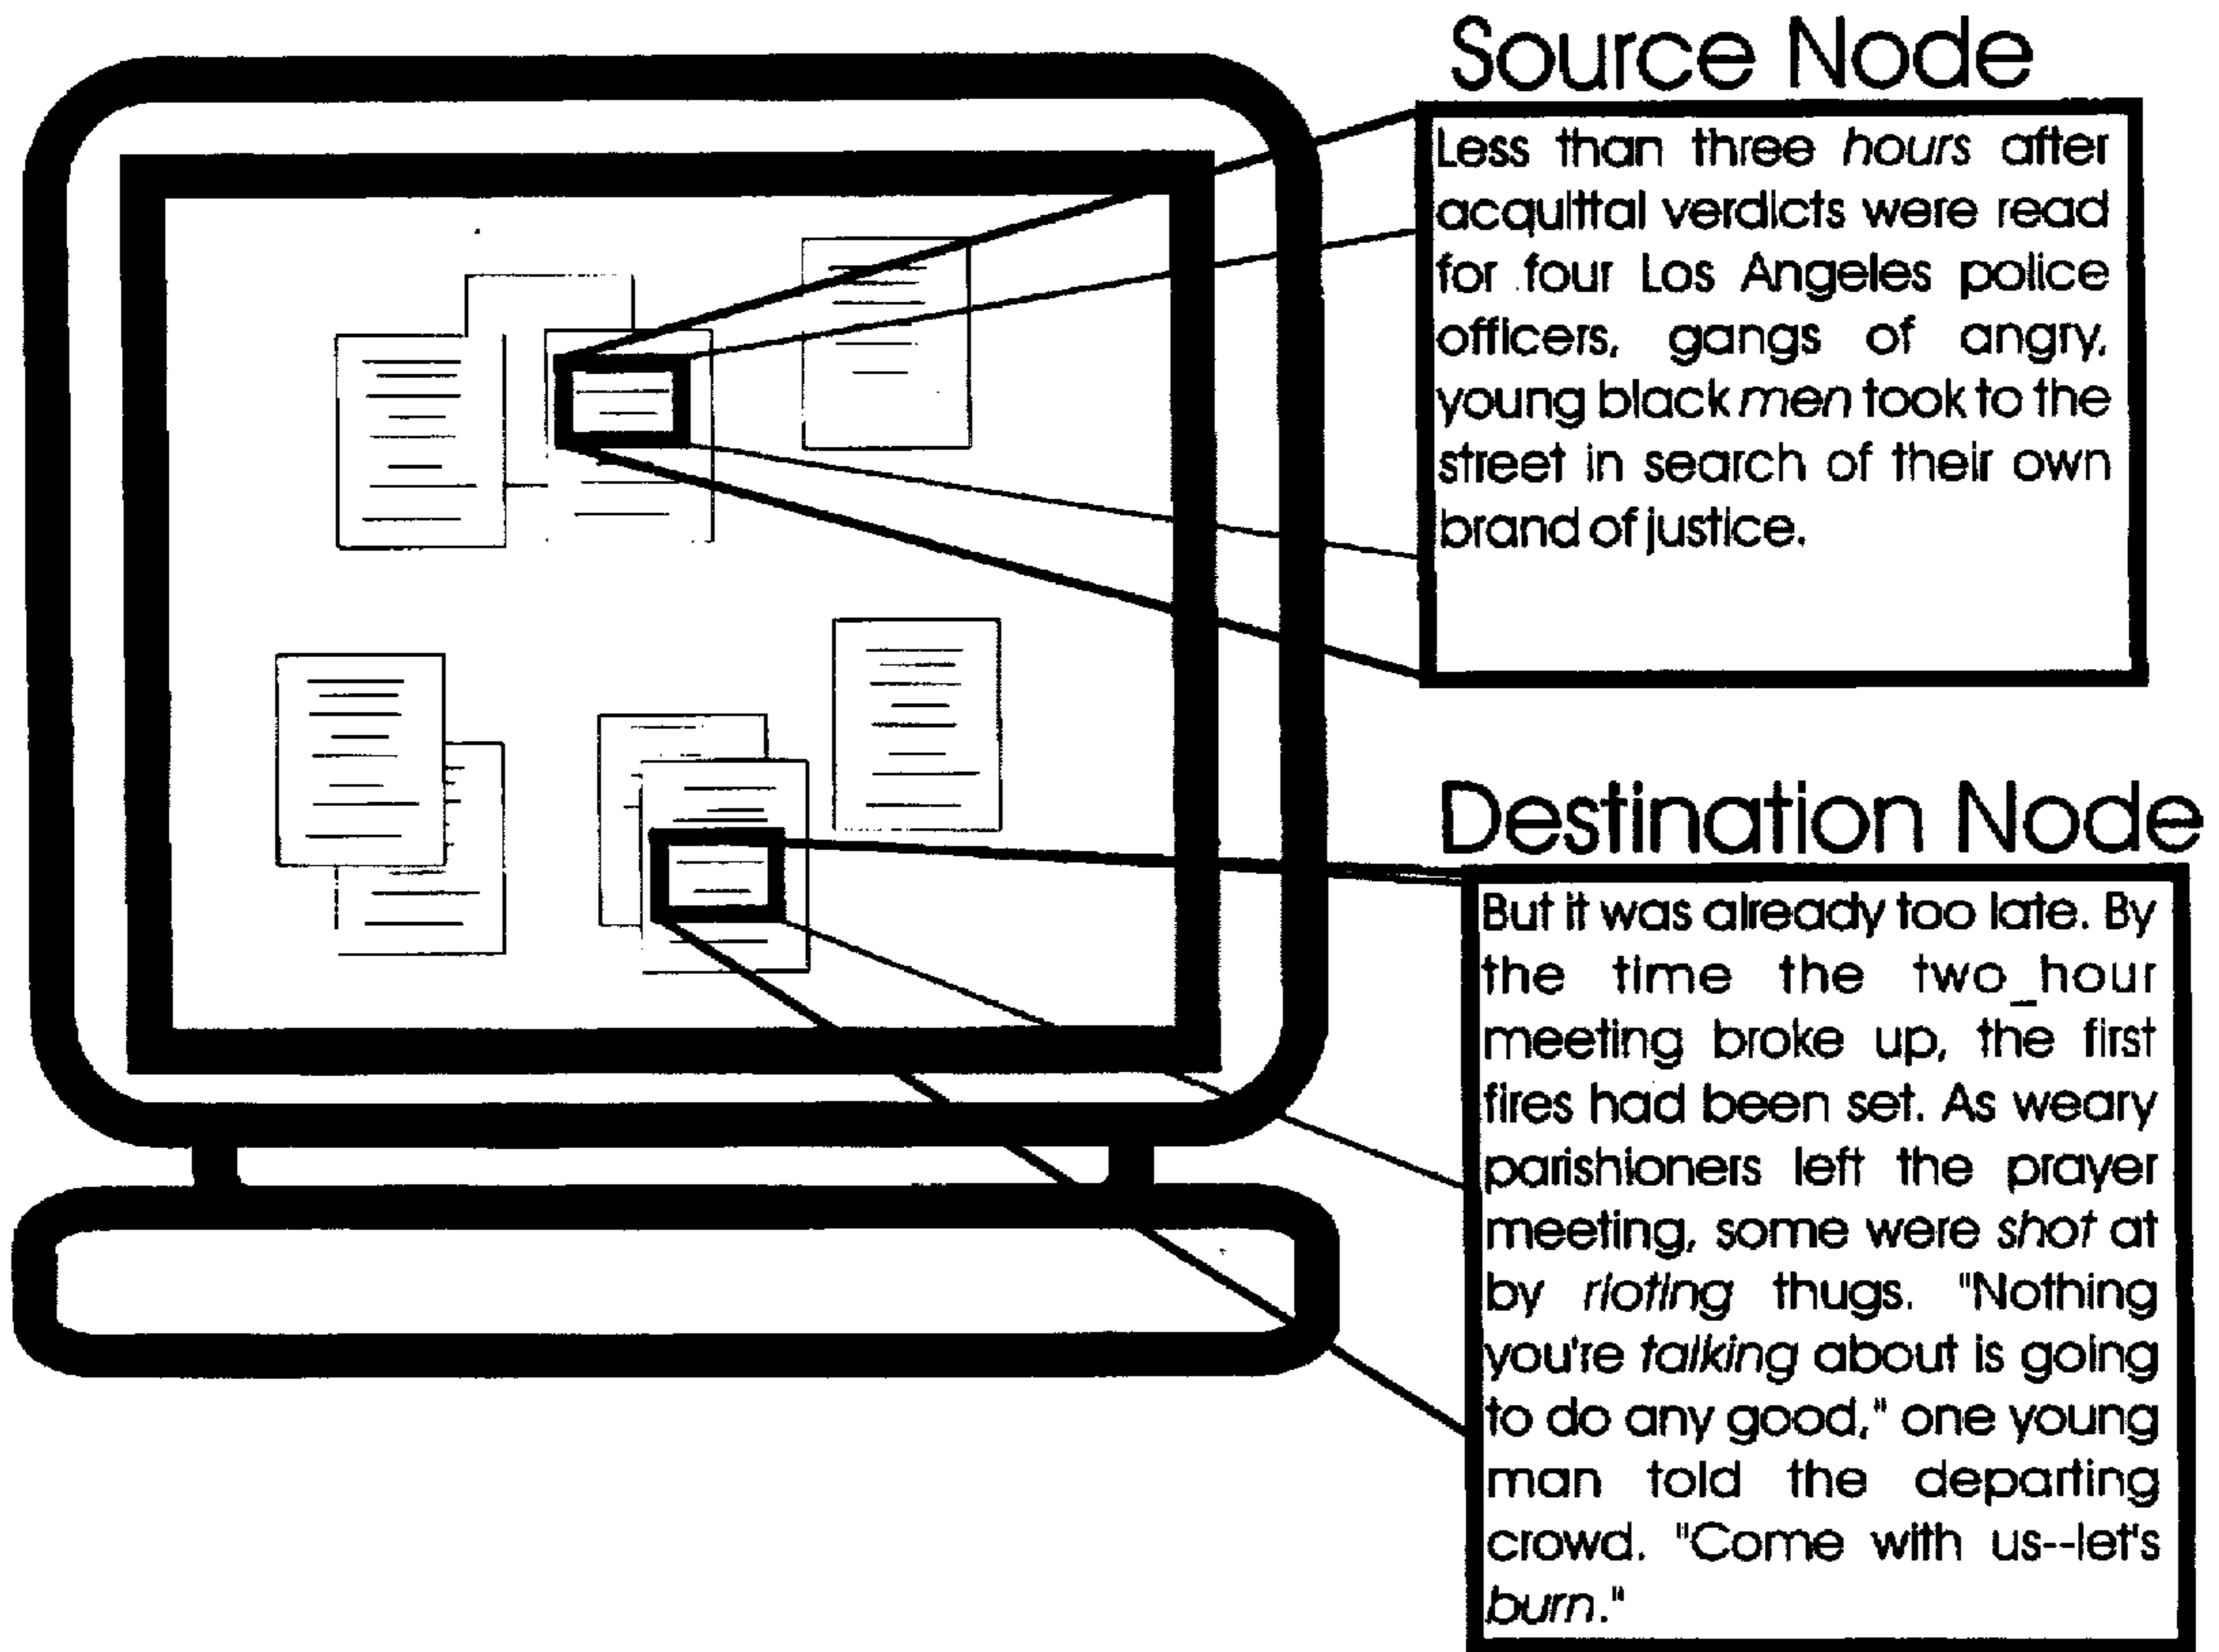 Source Node
Less than three hours after
acquittal verdicts were read
for four Los Angeles police
officers, gangs of angry,
young black men took to the
street in search of their own
brand of justice.
Destination Node
But it was already too late. By
the time the two_hour
meeting broke up, the first
fires had been set. As weary
parishioners left the prayer
meeting, some were shot at
by rioting thugs. "Nothing
you're talking about is going
to do any good," one young
man told the departing
crowd. "Come with us--let's
burn."